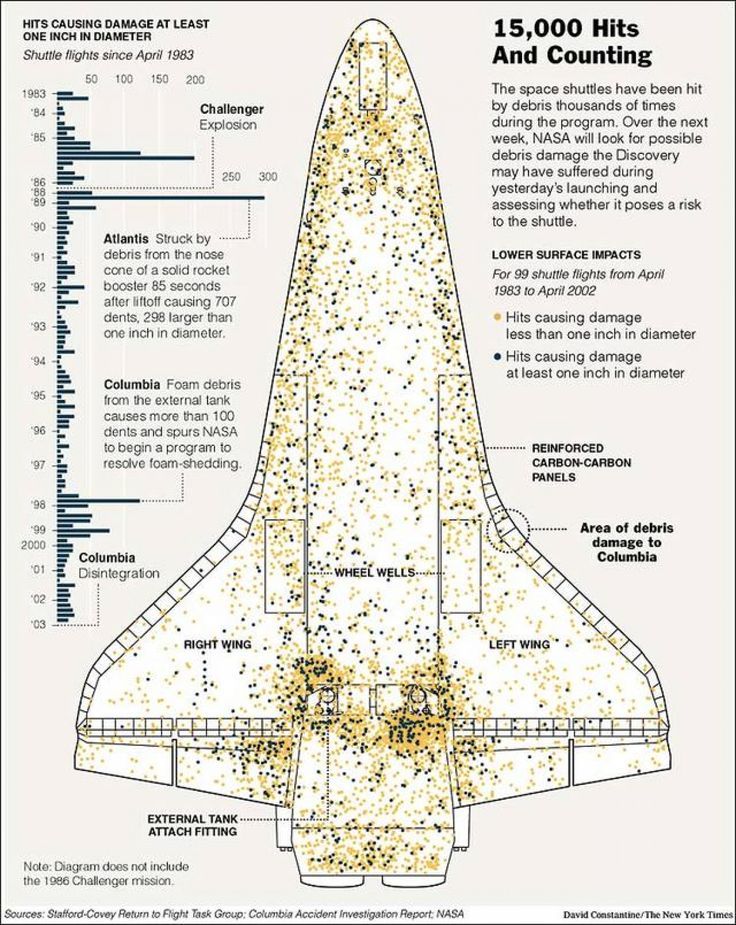 HITS CAUSING DAMAGE AT LEAST
ONE INCH IN DIAMETER
Shuttle flights since April 1983
50 100 150 200
1983
'84
'85
'86
'88
'89
'90
'91
'92
'93
'94
'95
'96
'97
'98
'99
2000
'01
'02
'03
250 300
Challenger
Explosion
Atlantis Struck by
debris from the nose
cone of a solid rocket
booster 85 seconds
after liftoff causing 707
dents, 298 larger than
one inch in diameter.
Columbia Foam debris
from the external tank
causes more than 100
dents and spurs NASA
to begin a program to
resolve foam-shedding.
Columbia
Disintegration
15,000 Hits
And Counting
The space shuttles have been hit
by debris thousands of times
during the program. Over the next
week, NASA will look for possible
debris damage the Discovery
may have suffered during
yesterday's launching and
assessing whether it poses a risk
to the shuttle.
LOWER SURFACE IMPACTS
For 99 shuttle flights from April
1983 to April 2002
Hits causing damage
less than one inch in diameter
Hits causing damage
at least one inch in diameter
REINFORCED
CARBON-CARBON
PANELS
Area of debris
damage to
Columbia
WHEEL WELLS
RIGHT WING
LEFT WING
EXTERNAL TANK
ATTACH FITTING
Note: Diagram does not include
the 1986 Challenger mission.
Sources: Stafford-Covey Return to Flight Task Group; Columbia Accident Investigation Report; NASA
David Constantine/The New York Times